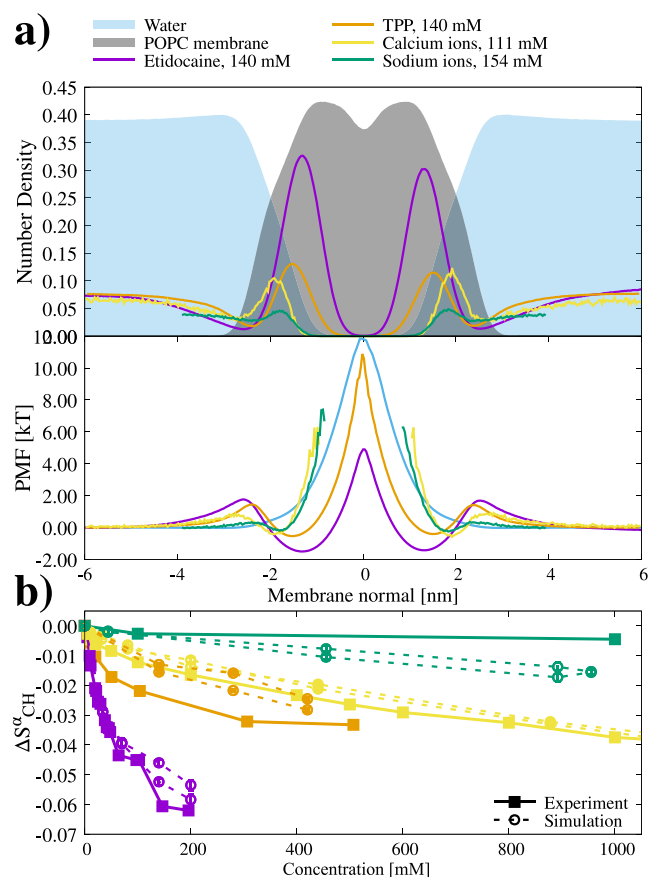 a)
Water
POPC membrane
Etidocaine, 140 mM
TPP, 140 mM
Calcium ions, 111 mM
Sodium ions, 154 mM
Number Density
0.45
0.40
0.35
0.30
0.25
0.20
0.15
0.10
0.05
0.00
PMF [kT]
12.00
10.00
8.00
6.00
4.00
2.00
0.00
-2.00
-6 -4 -2 0 2 4 6
Membrane normal [nm]
b)
ΔS^α_CH
0.00
-0.01
-0.02
-0.03
-0.04
-0.05
-0.06
-0.07
Experiment
Simulation
0 200 400 600 800 1000
Concentration [mM]